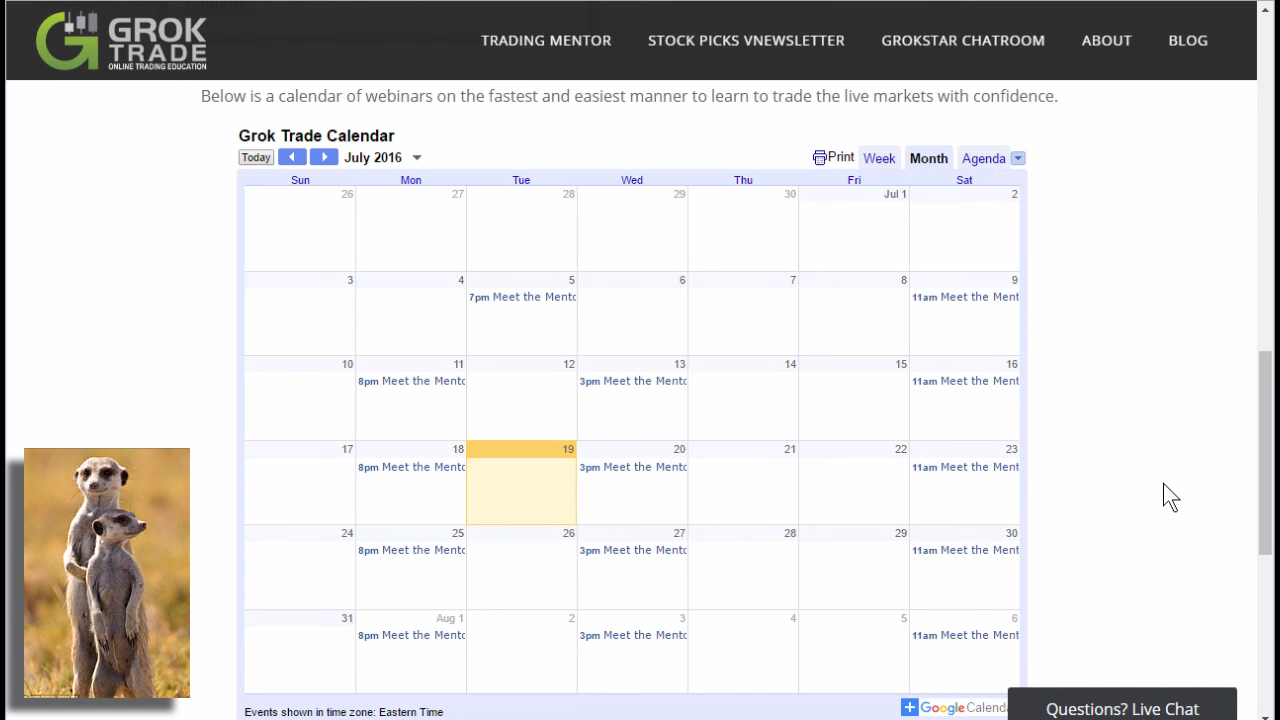 GROK
TRADE
ONLINE TRADING EDUCATION
TRADING MENTOR STOCK PICKS VNEWSLETTER GROKSTAR CHATROOM ABOUT BLOG
Below is a calendar of webinars on the fastest and easiest manner to learn to trade the live markets with confidence.
Grok Trade Calendar
Today July 2016 Print Week Month Agenda
Sun Mon Tue Wed Thu Fri Sat
26 27 28 29 30 Jul 1 2
3 4 5 6 7 8 9
7pm Meet the Mento 11am Meet the Ment
10 11 12 13 14 15 16
8pm Meet the Mento 3pm Meet the Mento 11am Meet the Ment
17 18 19 20 21 22 23
8pm Meet the Mento 3pm Meet the Mento 11am Meet the Ment
24 25 26 27 28 29 30
8pm Meet the Mento 3pm Meet the Mento 11am Meet the Ment
31 Aug 1 2 3 4 5 6
8pm Meet the Mento 3pm Meet the Mento 11am Meet the Ment
Events shown in time zone: Eastern Time
Google Calenda
Questions? Live Chat